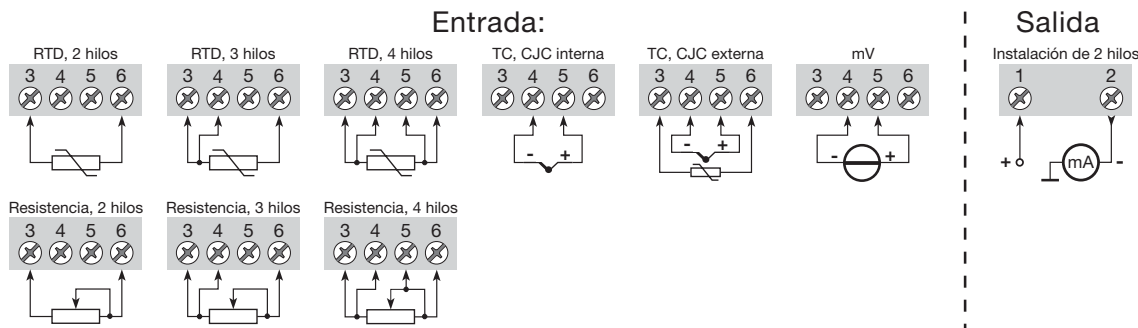 Entrada:
Salida
RTD, 2 hilos
3 4 5 6
RTD, 3 hilos
3 4 5 6
RTD, 4 hilos
3 4 5 6
TC, CJC interna
3 4 5 6
- +
TC, CJC externa
3 4 5 6
- +
mV
3 4 5 6
- +
Instalación de 2 hilos
1 2
+ mA -
Resistencia, 2 hilos
3 4 5 6
Resistencia, 3 hilos
3 4 5 6
Resistencia, 4 hilos
3 4 5 6